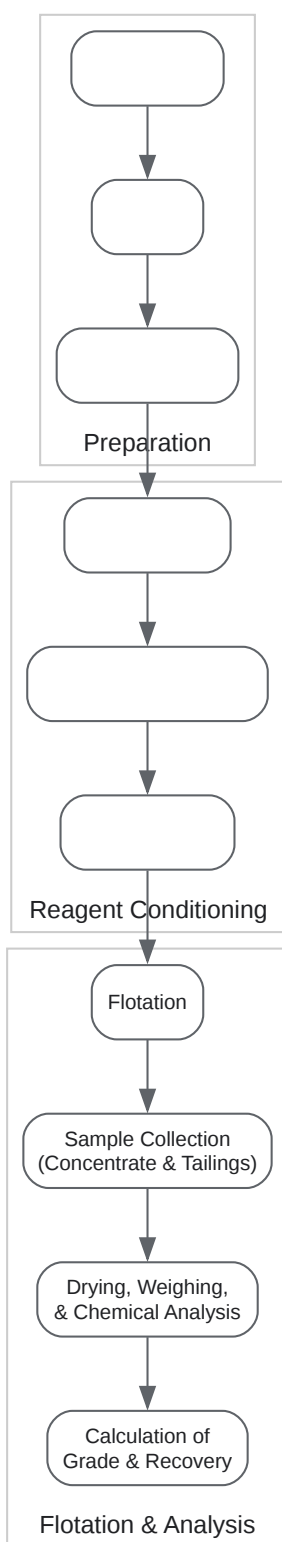 Preparation
Reagent Conditioning
Flotation
Sample Collection
(Concentrate & Tailings)
Drying, Weighing,
& Chemical Analysis
Calculation of
Grade & Recovery
Flotation & Analysis